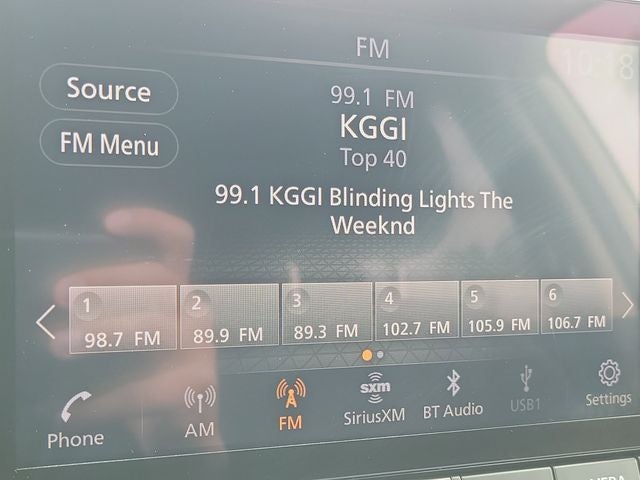 FM
10:18
Source
99.1 FM
KGGI
FM Menu
Top 40
99.1 KGGI Blinding Lights The
Weeknd
1 2 3 4 5 6
98.7 FM 89.9 FM 89.3 FM 102.7 FM 105.9 FM 106.7 FM
sxm
Phone AM FM SiriusXM BT Audio USB1 Settings